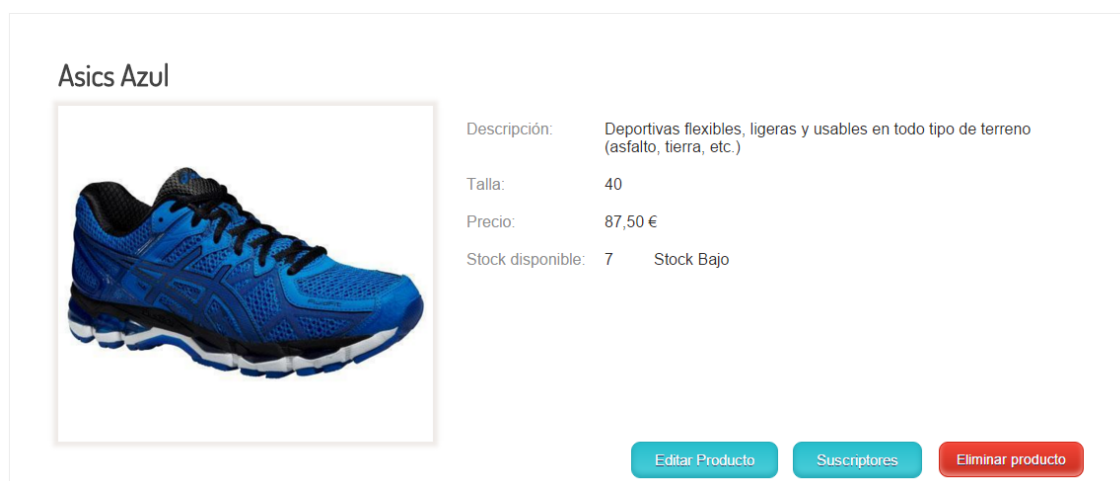 Asics Azul
Descripción: Deportivas flexibles, ligeras y usables en todo tipo de terreno
(asfalto, tierra, etc.)
Talla: 40
Precio: 87,50 €
Stock disponible: 7 Stock Bajo
Editar Producto Suscriptores Eliminar producto